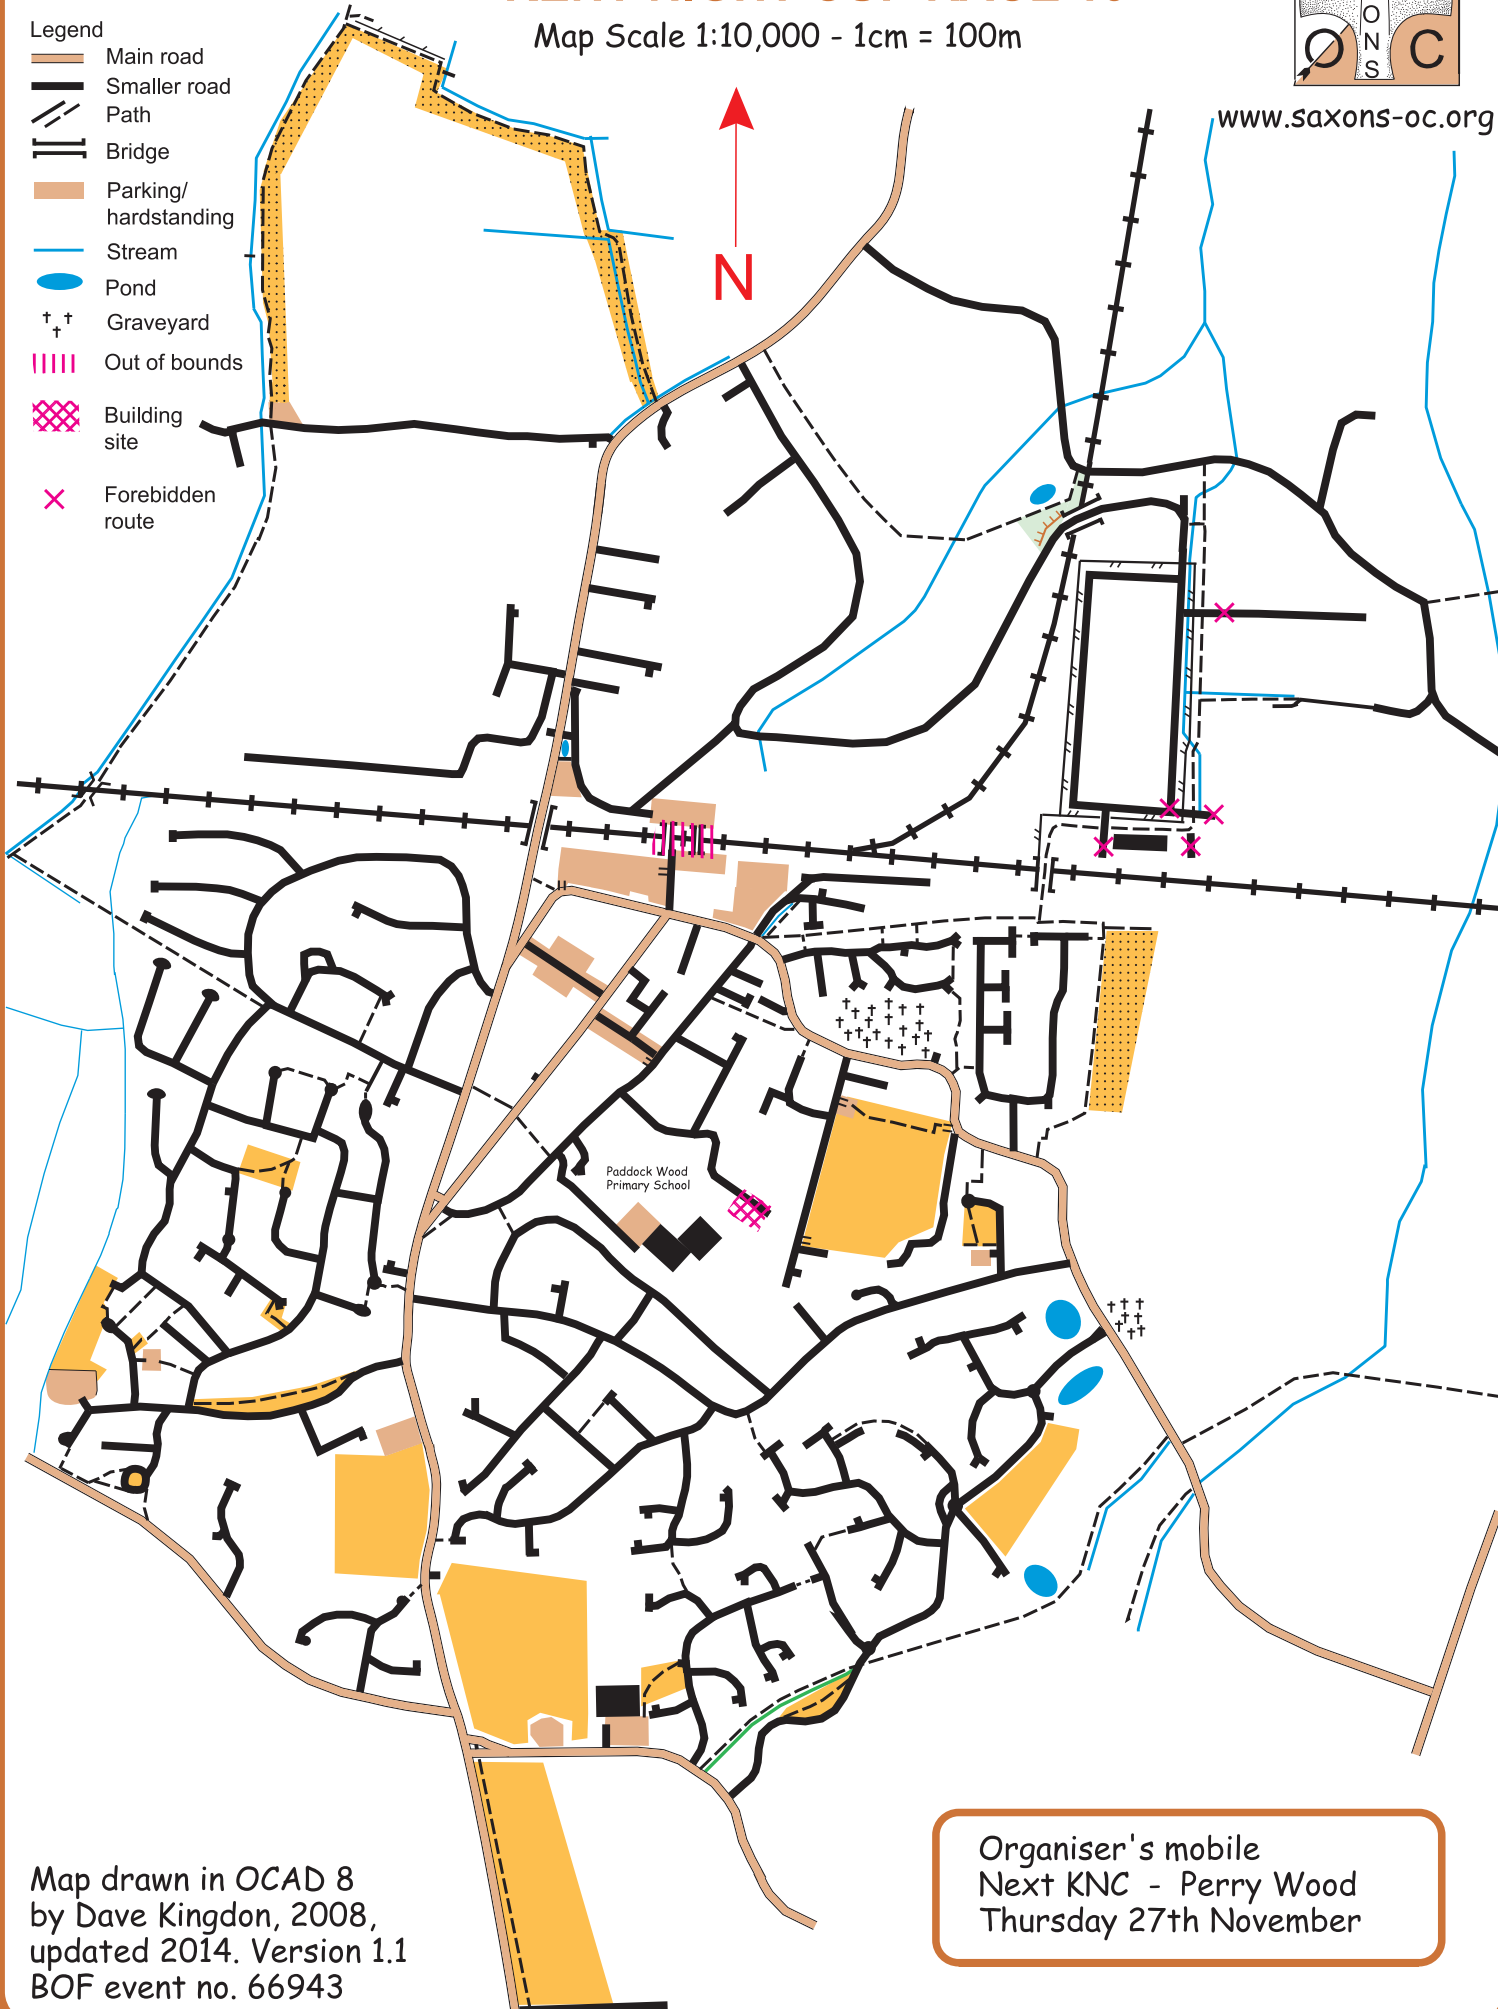 Map Scale 1:10,000 - 1cm = 100m
Legend
Main road
Smaller road
Path
Bridge
Parking/
hardstanding
Stream
Pond
Graveyard
Out of bounds
Building
site
Forebidden
route
O
N
S
O C
www.saxons-oc.org
N
Paddock Wood
Primary School
Organiser's mobile
Next KNC - Perry Wood
Thursday 27th November
Map drawn in OCAD 8
by Dave Kingdon, 2008,
updated 2014. Version 1.1
BOF event no. 66943